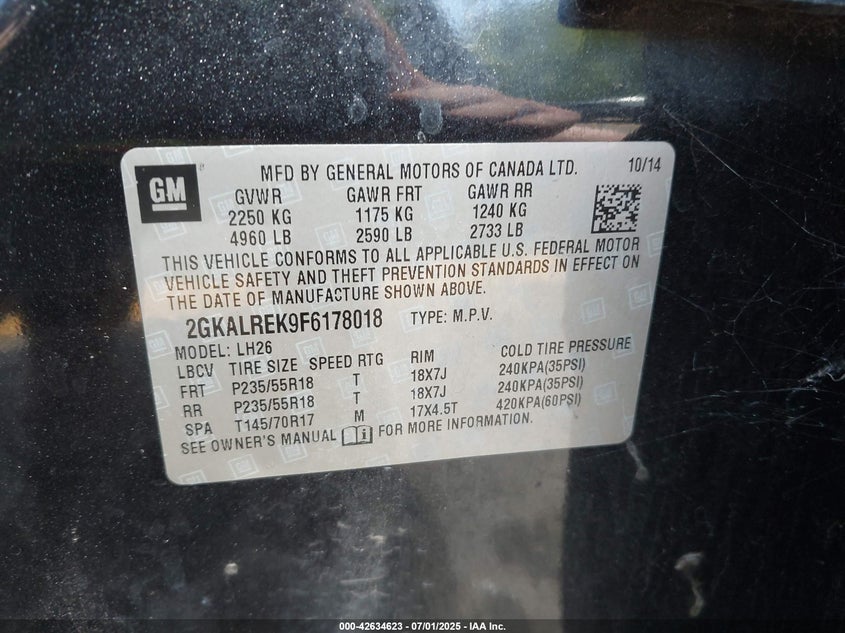 GM
MFD BY GENERAL MOTORS OF CANADA LTD. 10/14
GVWR GAWR FRT GAWR RR
2250 KG 1175 KG 1240 KG
4960 LB 2590 LB 2733 LB
THIS VEHICLE CONFORMS TO ALL APPLICABLE U.S. FEDERAL MOTOR
VEHICLE SAFETY AND THEFT PREVENTION STANDARDS IN EFFECT ON
THE DATE OF MANUFACTURE SHOWN ABOVE.
2GKALREK9F6178018 TYPE: M.P.V.
MODEL: LH26
LBCV TIRE SIZE SPEED RTG RIM COLD TIRE PRESSURE
FRT P235/55R18 T 18X7J 240KPA(35PSI)
RR P235/55R18 T 18X7J 240KPA(35PSI)
SPA T145/70R17 M 17X4.5T 420KPA(60PSI)
SEE OWNER'S MANUAL FOR MORE INFORMATION.
000-42634623 / 07/01/2025 - IAA Inc.